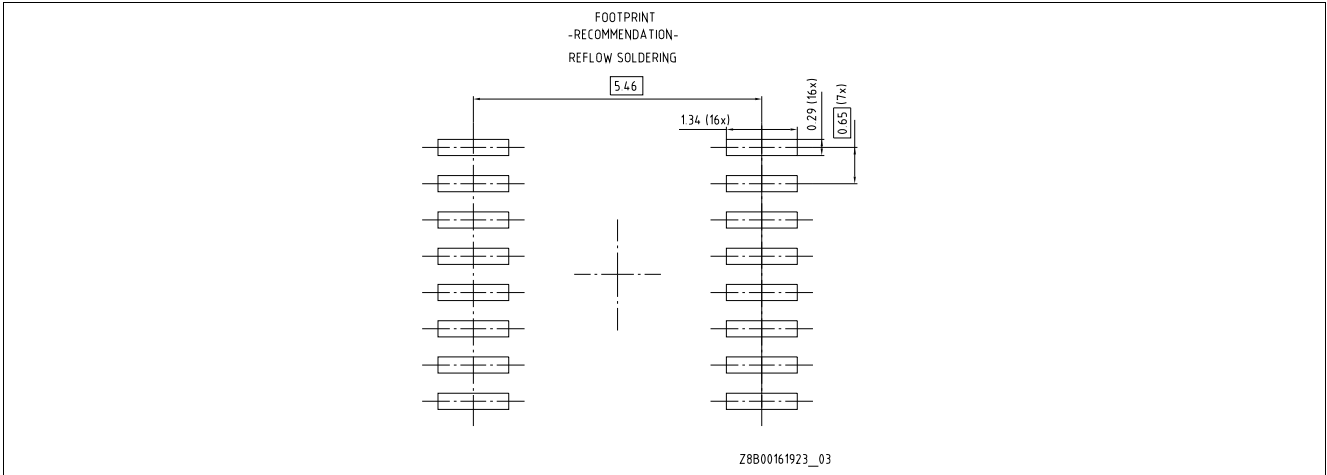 FOOTPRINT
-RECOMMENDATION-
REFLOW SOLDERING
5.46
1.34 (16x)
0.29 (16x)
0.65 (7x)
Z8B00161923_03